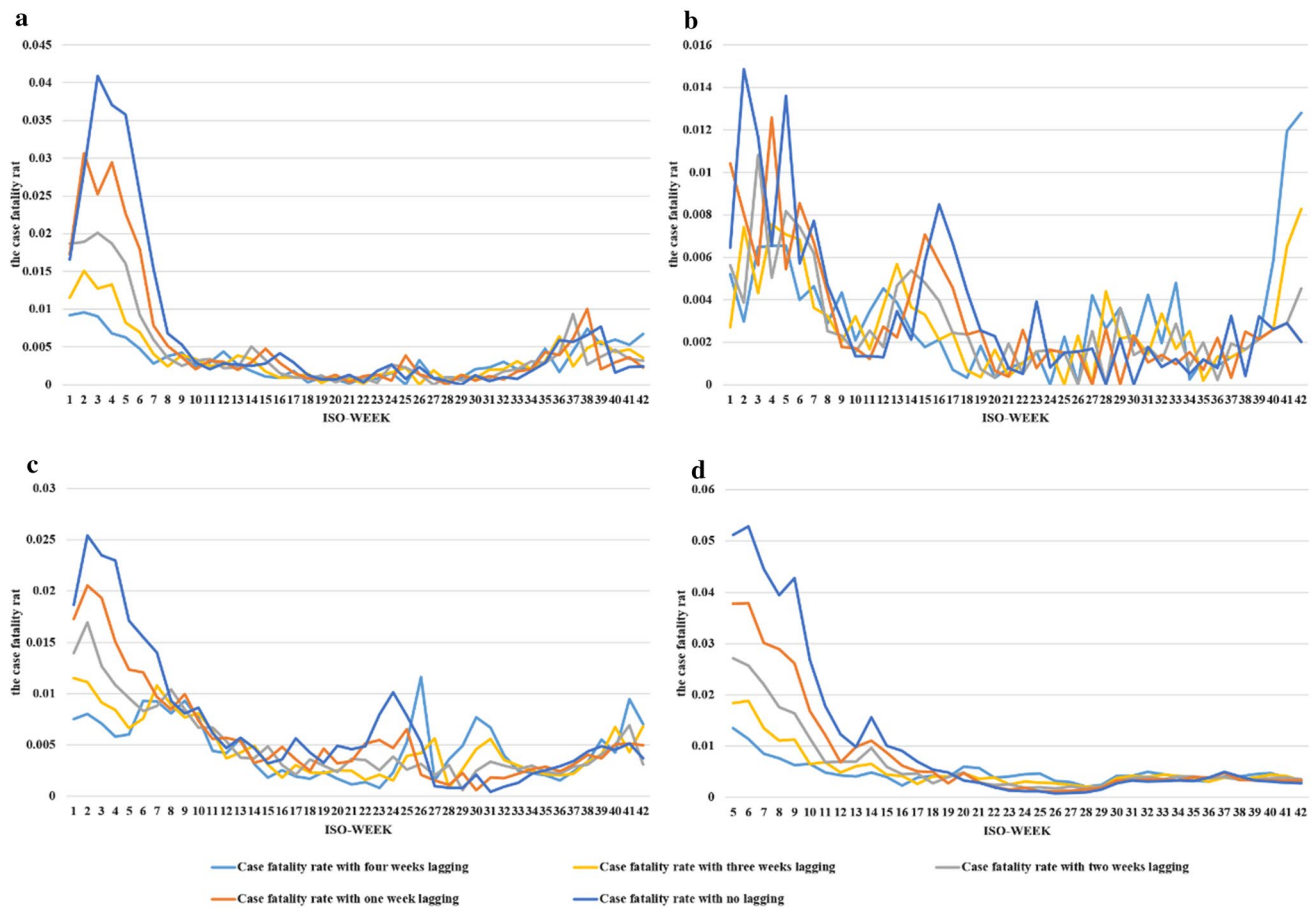 a
0.045
0.04
0.035
0.03
0.025
0.02
0.015
0.01
0.005
0
the case fatality rat
1 2 3 4 5 6 7 8 9 10 11 12 13 14 15 16 17 18 19 20 21 22 23 24 25 26 27 28 29 30 31 32 33 34 35 36 37 38 39 40 41 42
ISO-WEEK
b
0.016
0.014
0.012
0.01
0.008
0.006
0.004
0.002
0
the case fatality rat
1 2 3 4 5 6 7 8 9 10 11 12 13 14 15 16 17 18 19 20 21 22 23 24 25 26 27 28 29 30 31 32 33 34 35 36 37 38 39 40 41 42
ISO-WEEK
c
0.03
0.025
0.02
0.015
0.01
0.005
0
the case fatality rat
1 2 3 4 5 6 7 8 9 10 11 12 13 14 15 16 17 18 19 20 21 22 23 24 25 26 27 28 29 30 31 32 33 34 35 36 37 38 39 40 41 42
ISO-WEEK
d
0.06
0.05
0.04
0.03
0.02
0.01
0
the case fatality rat
5 6 7 8 9 10 11 12 13 14 15 16 17 18 19 20 21 22 23 24 25 26 27 28 29 30 31 32 33 34 35 36 37 38 39 40 41 42
ISO-WEEK
Case fatality rate with four weeks lagging
Case fatality rate with three weeks lagging
Case fatality rate with two weeks lagging
Case fatality rate with one week lagging
Case fatality rate with no lagging